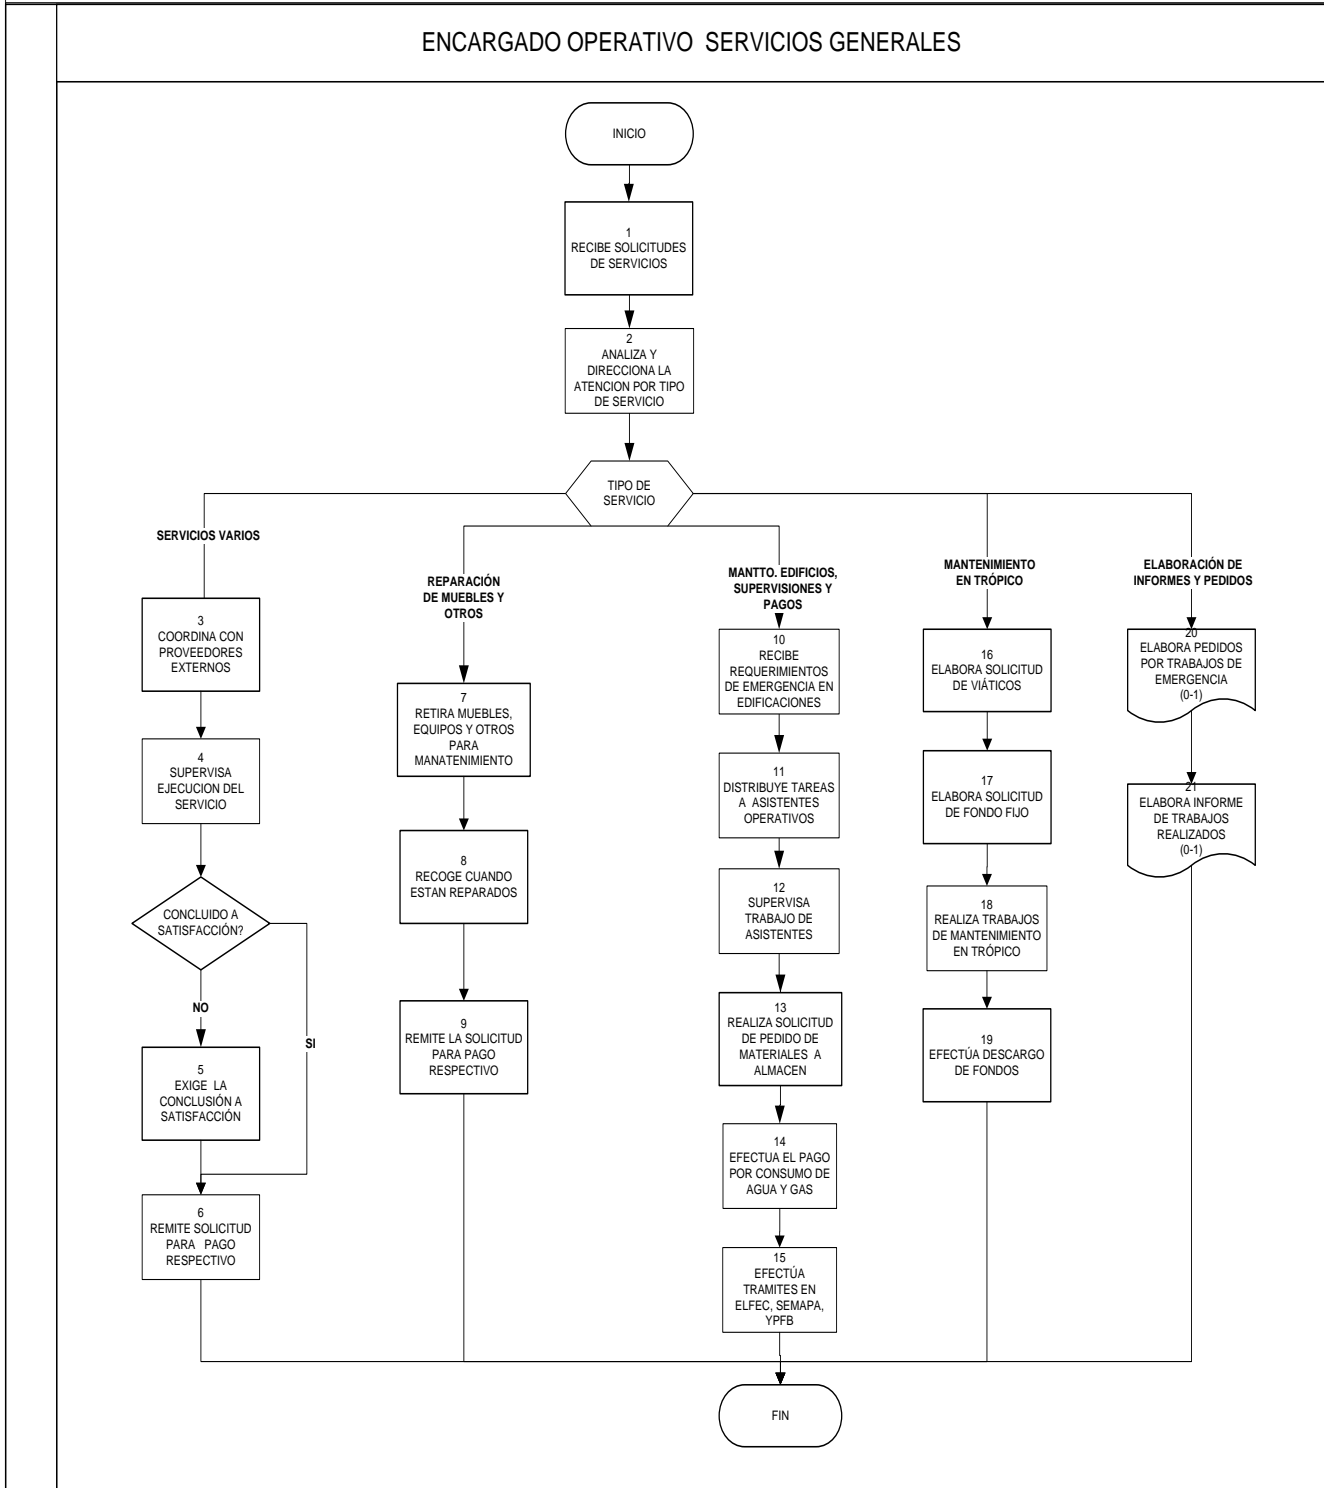 ENCARGADO OPERATIVO SERVICIOS GENERALES
INICIO
1
RECIBE SOLICITUDES
DE SERVICIOS
2
ANALIZA Y
DIRECCIONA LA
ATENCION POR TIPO
DE SERVICIO
TIPO DE
SERVICIO
SERVICIOS VARIOS
3
COORDINA CON
PROVEEDORES
EXTERNOS
4
SUPERVISA
EJECUCION DEL
SERVICIO
CONCLUIDO A
SATISFACCIÓN?
NO
SI
5
EXIGE LA
CONCLUSIÓN A
SATISFACCIÓN
6
REMITE SOLICITUD
PARA PAGO
RESPECTIVO
REPARACIÓN
DE MUEBLES Y
OTROS
7
RETIRA MUEBLES,
EQUIPOS Y OTROS
PARA
MANATENIMIENTO
8
RECOGE CUANDO
ESTAN REPARADOS
9
REMITE LA SOLICITUD
PARA PAGO
RESPECTIVO
MANTTO. EDIFICIOS,
SUPERVISIONES Y
PAGOS
10
RECIBE
REQUERIMIENTOS
DE EMERGENCIA EN
EDIFICACIONES
11
DISTRIBUYE TAREAS
A ASISTENTES
OPERATIVOS
12
SUPERVISA
TRABAJO DE
ASISTENTES
13
REALIZA SOLICITUD
DE PEDIDO DE
MATERIALES A
ALMACEN
14
EFECTUA EL PAGO
POR CONSUMO DE
AGUA Y GAS
15
EFECTÚA
TRAMITES EN
ELFEC, SEMAPA,
YPFB
MANTENIMIENTO
EN TRÓPICO
16
ELABORA SOLICITUD
DE VIÁTICOS
17
ELABORA SOLICITUD
DE FONDO FIJO
18
REALIZA TRABAJOS
DE MANTENIMIENTO
EN TRÓPICO
19
EFECTÚA DESCARGO
DE FONDOS
ELABORACIÓN DE
INFORMES Y PEDIDOS
20
ELABORA PEDIDOS
POR TRABAJOS DE
EMERGENCIA
(0-1)
21
ELABORA INFORME
DE TRABAJOS
REALIZADOS
(0-1)
FIN